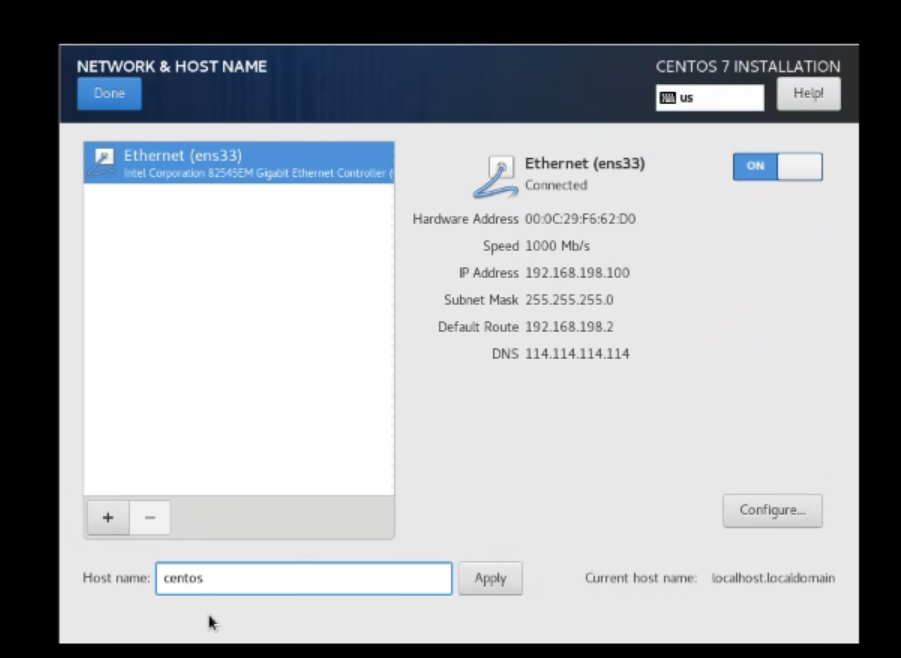 NETWORK & HOST NAME
CENTOS 7 INSTALLATION
Done
us
Help!
Ethernet (ens33)
Intel Corporation 82545EM Gigabit Ethernet Controller (
Ethernet (ens33)
Connected
ON
Hardware Address 00:0C:29:F6:62:D0
Speed 1000 Mb/s
IP Address 192.168.198.100
Subnet Mask 255.255.255.0
Default Route 192.168.198.2
DNS 114.114.114.114
+ −
Configure...
Host name: centos Apply Current host name: localhost.localdomain